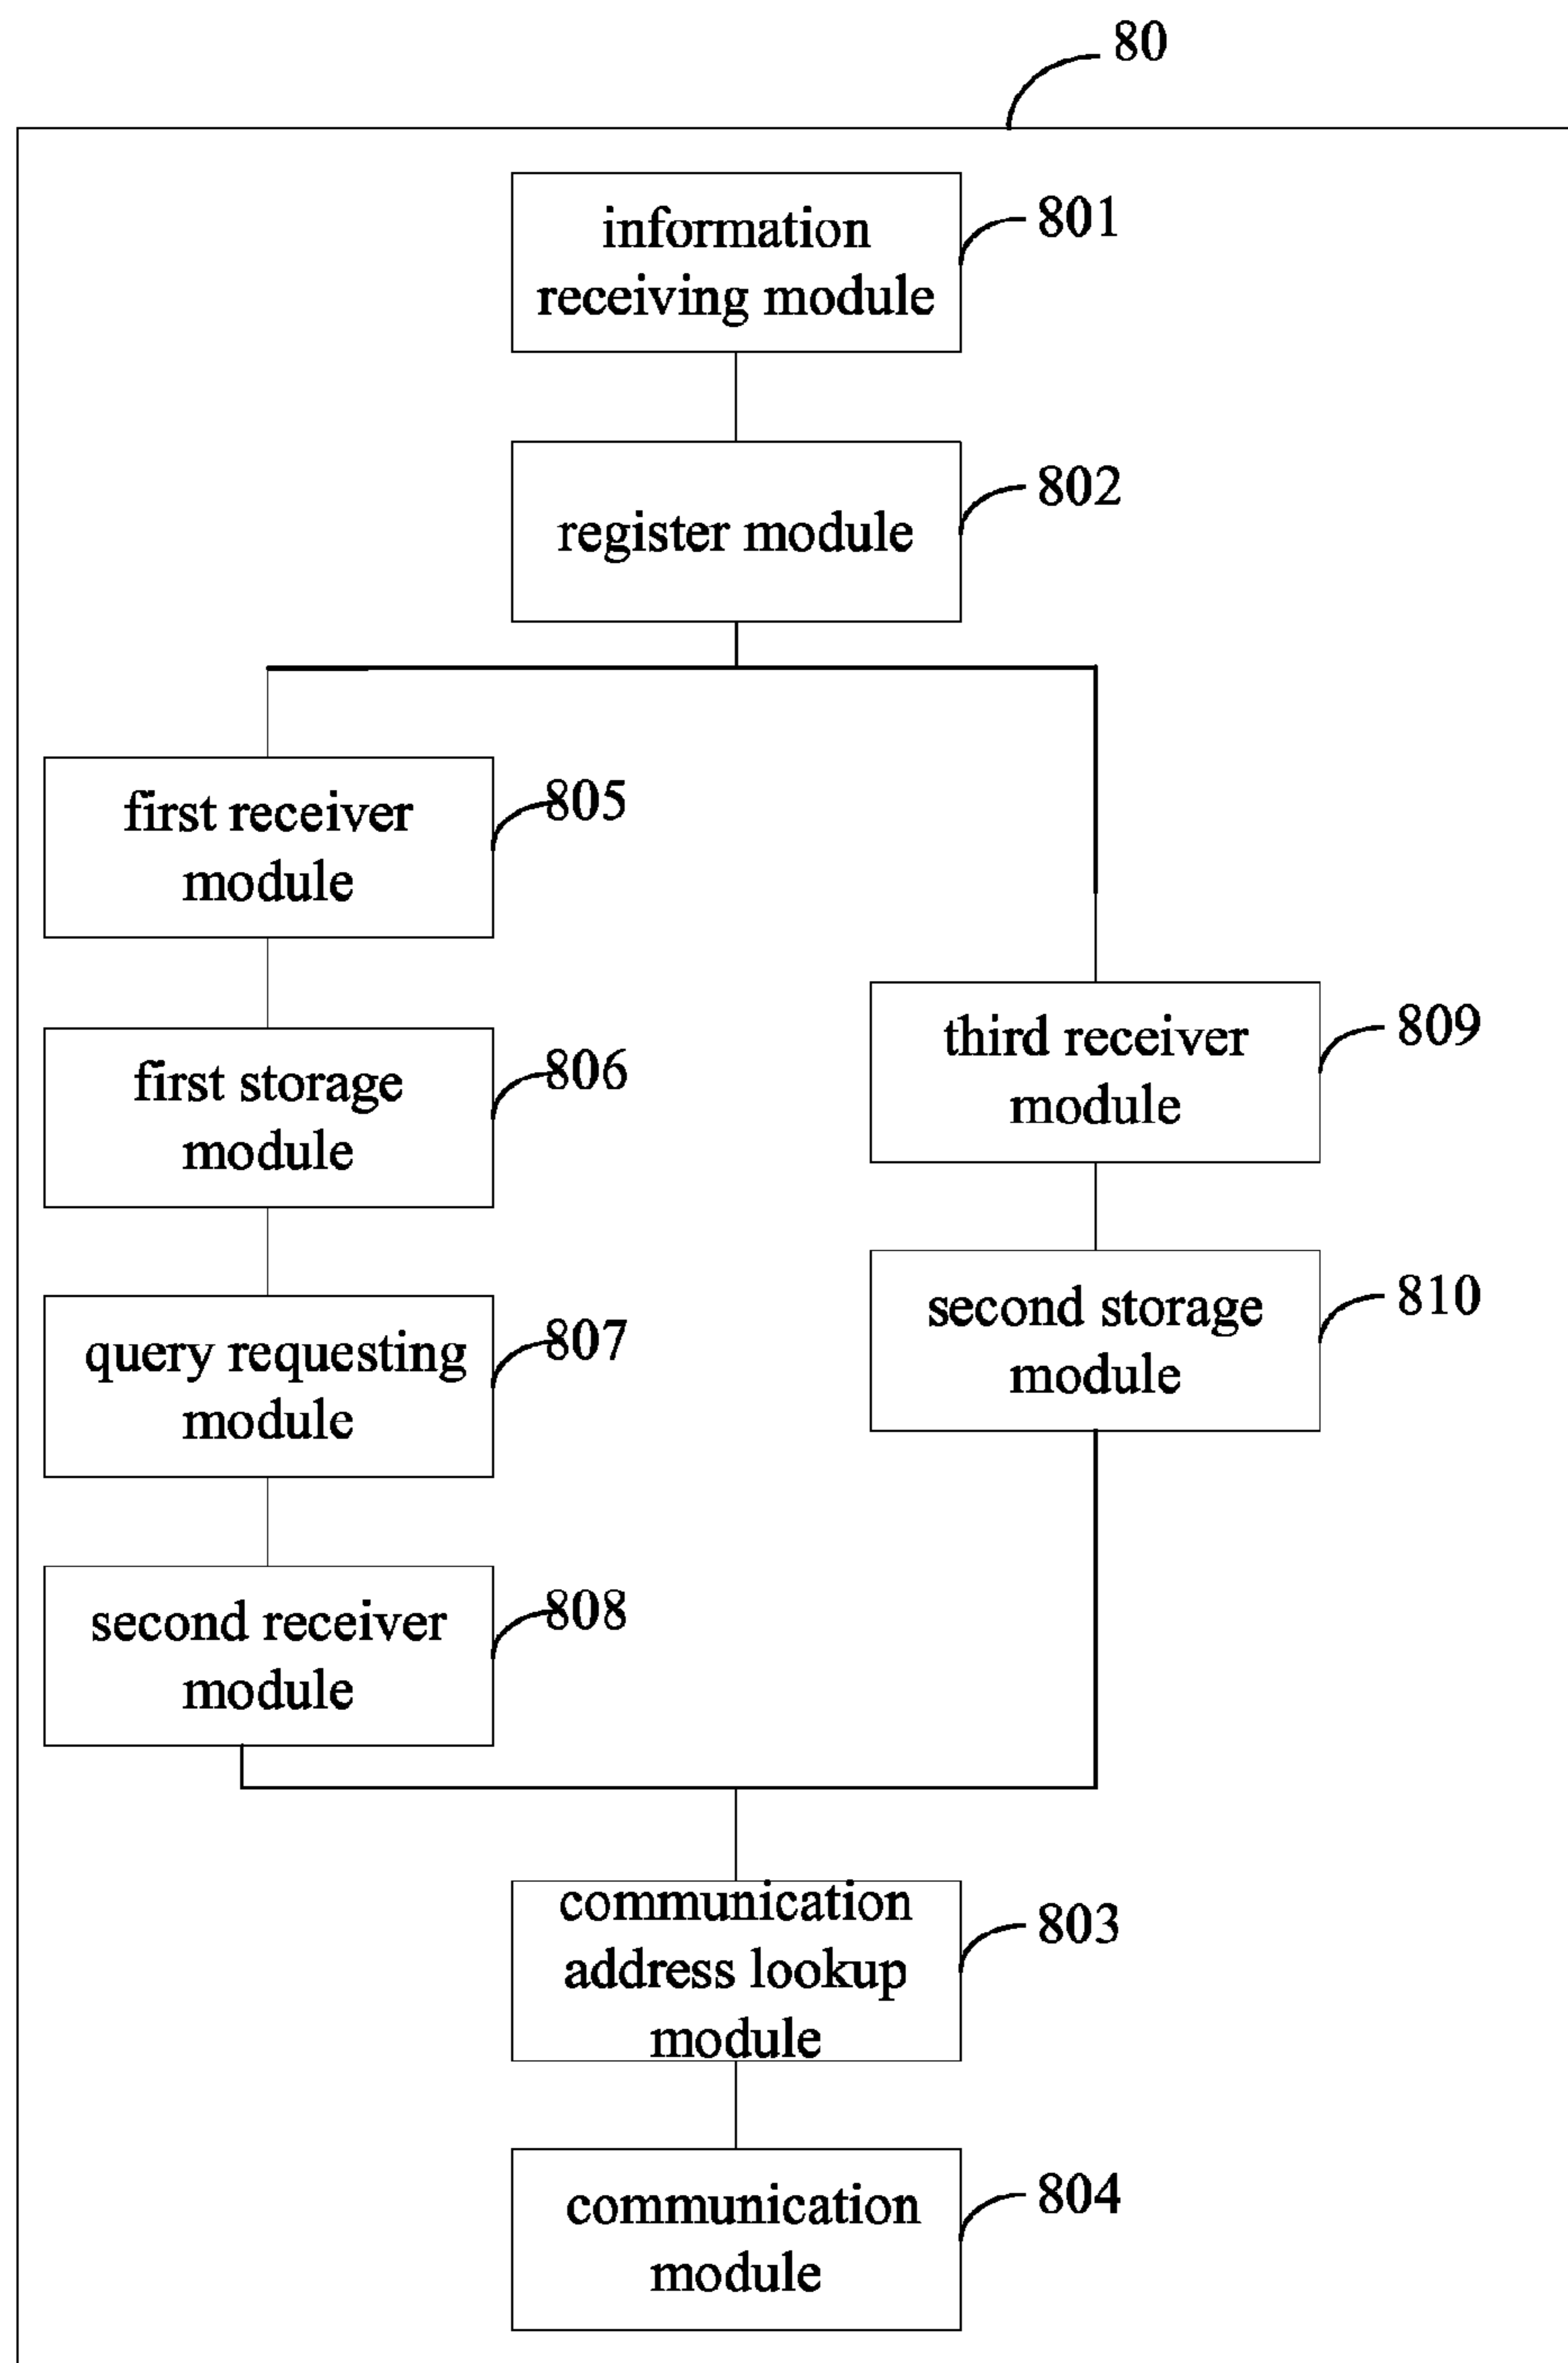 80
information
receiving module
801
register module
802
first receiver
module
805
first storage
module
806
third receiver
module
809
query requesting
module
807
second storage
module
810
second receiver
module
808
communication
address lookup
module
803
communication
module
804